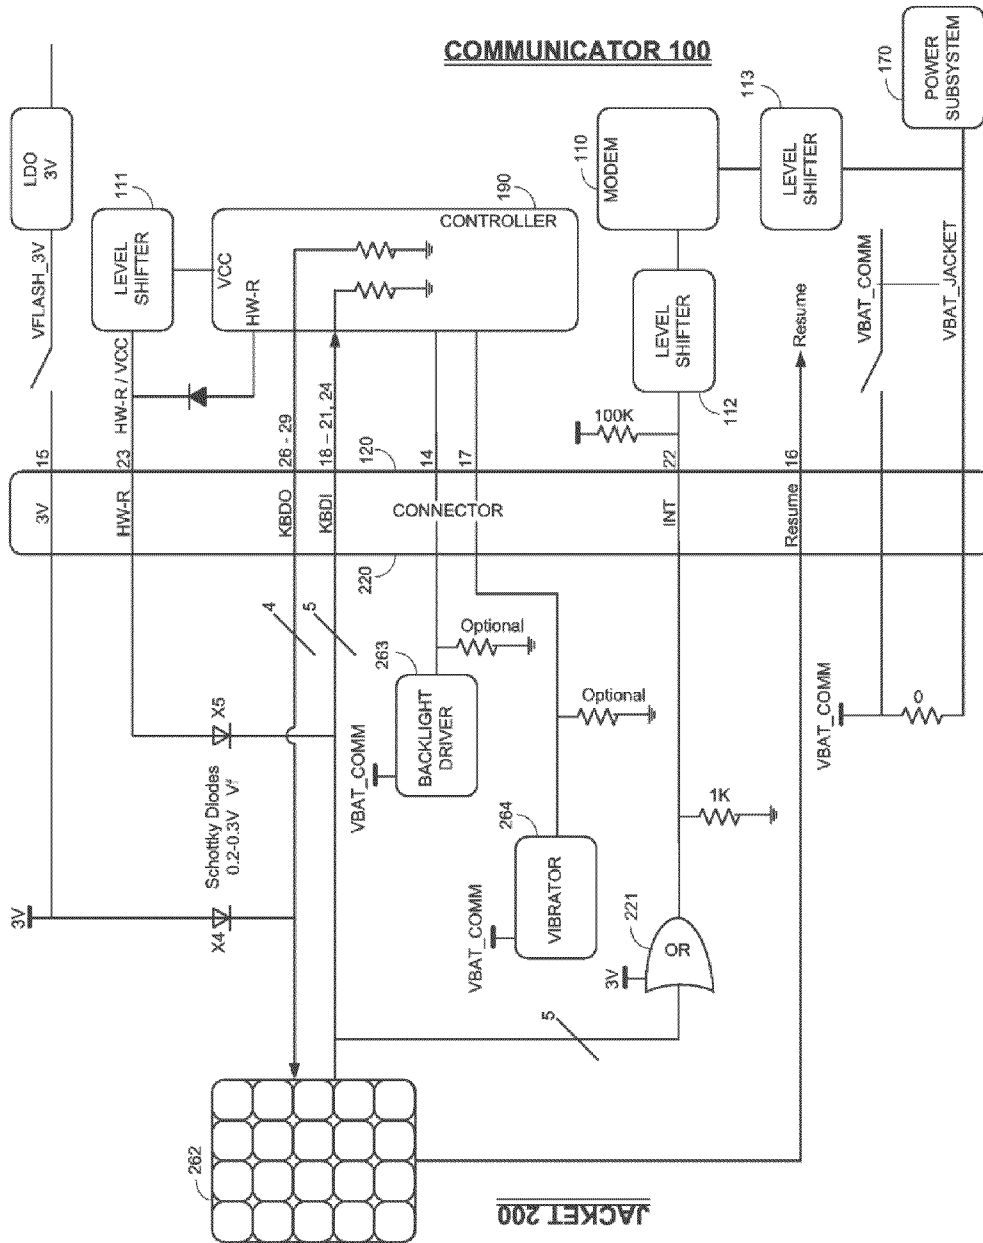 COMMUNICATOR 100
LDO
3V
VFLASH_3V
15
3V
3V
111
LEVEL
SHIFTER
HW-R / VCC
23
HW-R
190
CONTROLLER
VCC
HW-R
26 - 29
KBDO
18 – 21, 24
KBDI
120
14
17
CONNECTOR
220
4
5
X5
X4
Schottky Diodes
0.2-0.3V Vf
110
MODEM
113
LEVEL
SHIFTER
170
POWER
SUBSYSTEM
LEVEL
SHIFTER
112
100K
22
INT
16
Resume
Resume
VBAT_COMM
VBAT_JACKET
263
BACKLIGHT
DRIVER
VBAT_COMM
Optional
264
VIBRATOR
VBAT_COMM
Optional
1K
221
OR
3V
5
VBAT_COMM
0
262
JACKET 200